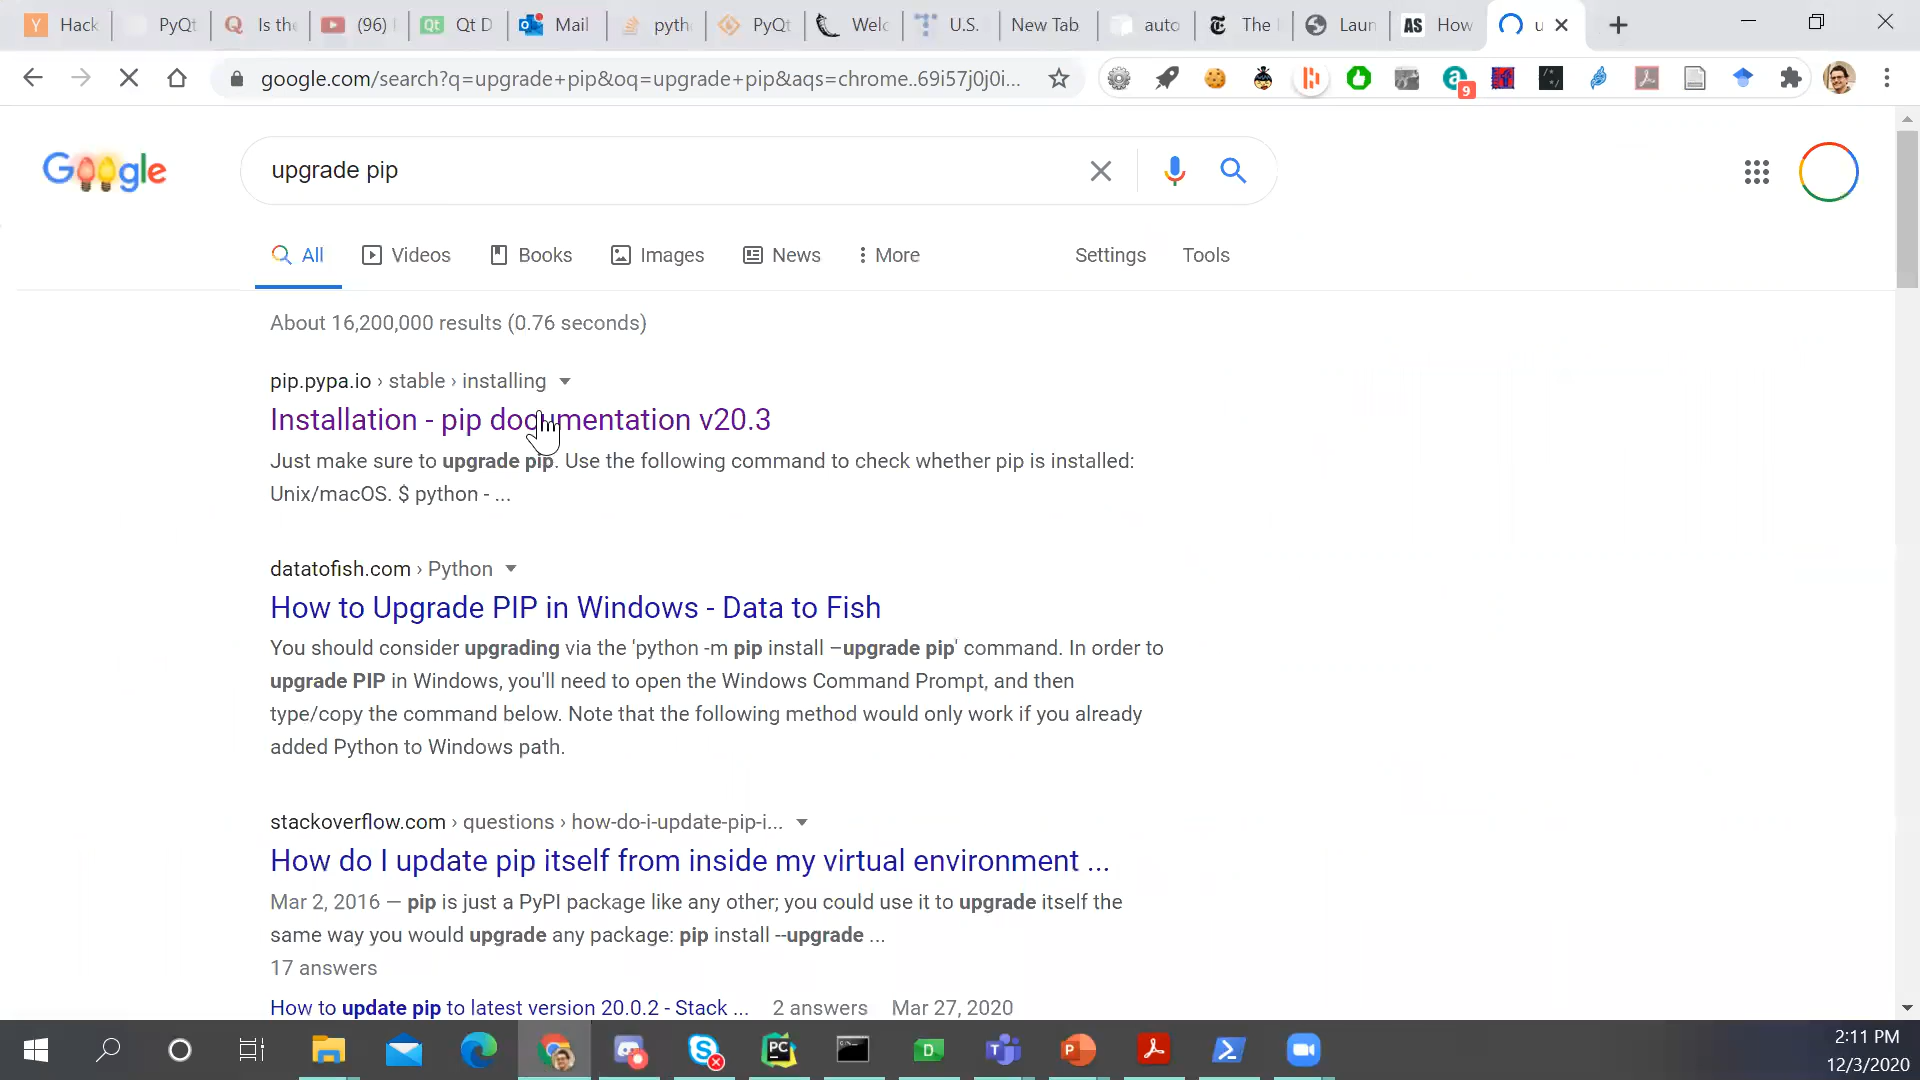 Hack
PyQt
Is the
(96)
Qt D
Mail
pyth
PyQt
Welc
U.S.
New Tab
auto
The
Laun
AS How
u
google.com/search?q=upgrade+pip&oq=upgrade+pip&aqs=chrome..69i57j0j0i...
9
Google
upgrade pip
All
Videos
Books
Images
News
More
Settings
Tools
About 16,200,000 results (0.76 seconds)
pip.pypa.io › stable › installing
Installation - pip documentation v20.3
Just make sure to upgrade pip. Use the following command to check whether pip is installed:
Unix/macOS. $ python - ...
datatofish.com › Python
How to Upgrade PIP in Windows - Data to Fish
You should consider upgrading via the 'python -m pip install –upgrade pip' command. In order to
upgrade PIP in Windows, you'll need to open the Windows Command Prompt, and then
type/copy the command below. Note that the following method would only work if you already
added Python to Windows path.
stackoverflow.com › questions › how-do-i-update-pip-i...
How do I update pip itself from inside my virtual environment ...
Mar 2, 2016 — pip is just a PyPI package like any other; you could use it to upgrade itself the
same way you would upgrade any package: pip install --upgrade ...
17 answers
How to update pip to latest version 20.0.2 - Stack ... 2 answers Mar 27, 2020
2:11 PM
12/3/2020